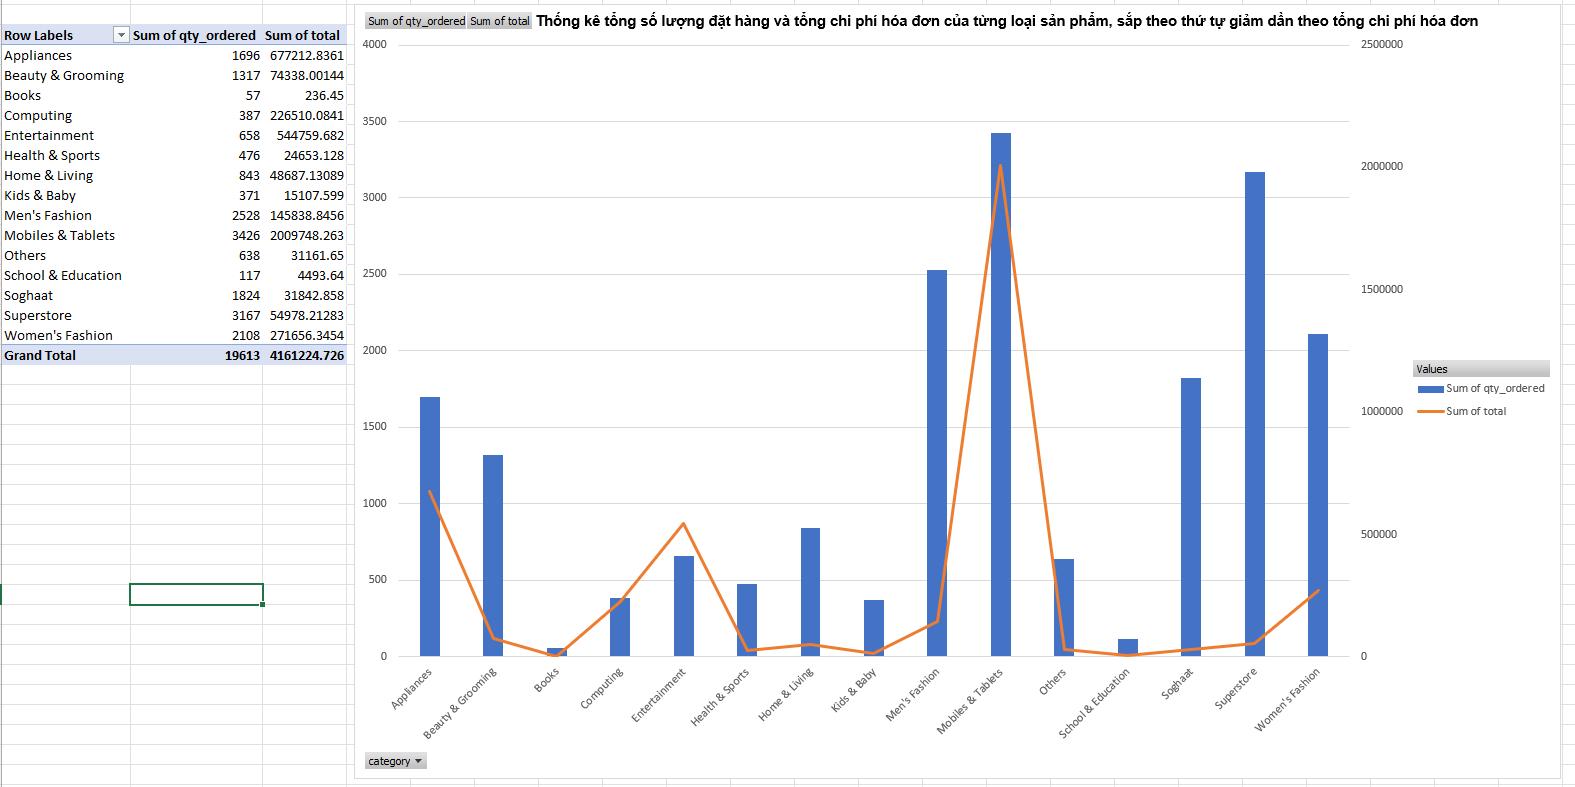 Row Labels Sum of qty_ordered Sum of total
Appliances 1696 677212.8361
Beauty & Grooming 1317 74338.00144
Books 57 236.45
Computing 387 226510.0841
Entertainment 658 544759.682
Health & Sports 476 24653.128
Home & Living 843 48687.13089
Kids & Baby 371 15107.599
Men's Fashion 2528 145838.8456
Mobiles & Tablets 3426 2009748.263
Others 638 31161.65
School & Education 117 4493.64
Soghaat 1824 31842.858
Superstore 3167 54978.21283
Women's Fashion 2108 271656.3454
Grand Total 19613 4161224.726
Sum of qty_ordered Sum of total Thống kê tổng số lượng đặt hàng và tổng chi phí hóa đơn của từng loại sản phẩm, sắp theo thứ tự giảm dần theo tổng chi phí hóa đơn
4000
3500
3000
2500
2000
1500
1000
500
0
2500000
2000000
1500000
1000000
500000
0
Appliances
Beauty & Grooming
Books
Computing
Entertainment
Health & Sports
Home & Living
Kids & Baby
Men's Fashion
Mobiles & Tablets
Others
School & Education
Soghaat
Superstore
Women's Fashion
Values
Sum of qty_ordered
Sum of total
category